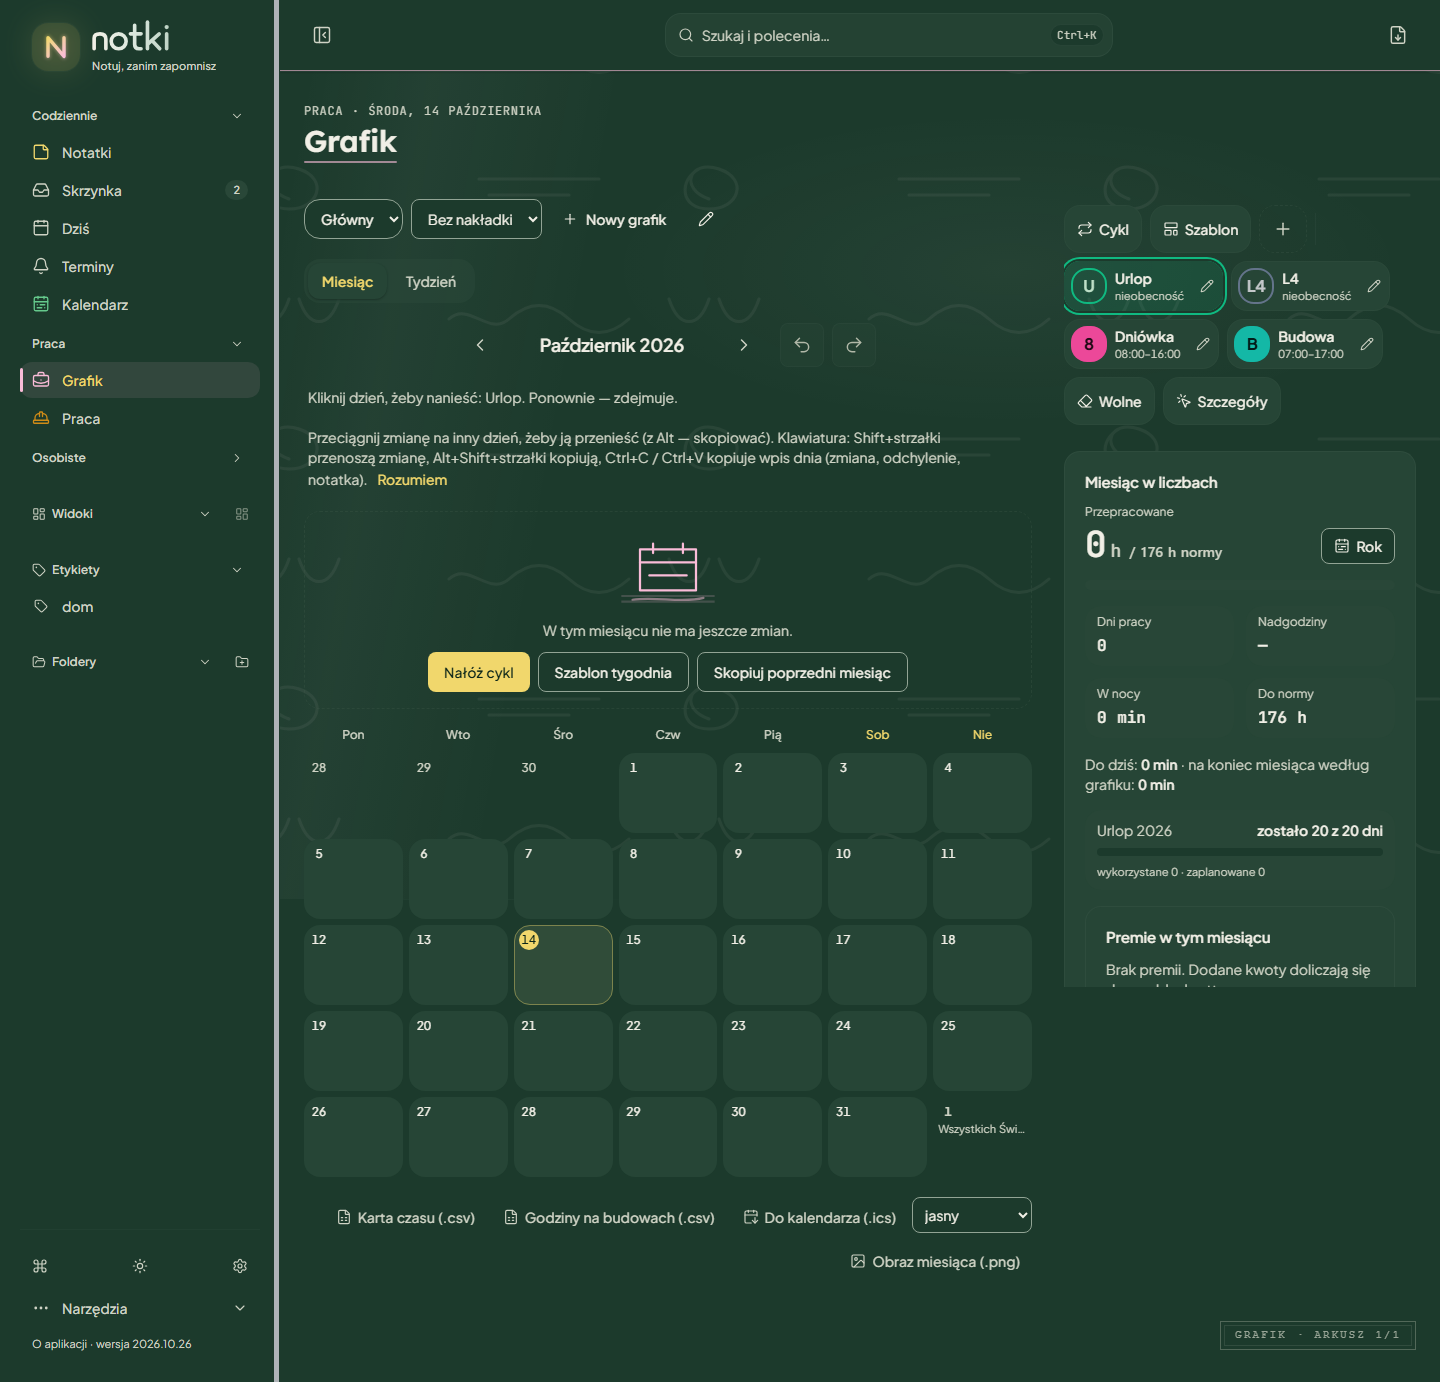 N notki
Notuj, zanim zapomnisz
Codziennie
Notatki
Skrzynka 2
Dziś
Terminy
Kalendarz
Praca
Grafik
Praca
Osobiste
Widoki
Etykiety
dom
Foldery
Narzędzia
O aplikacji · wersja 2026.10.26
Szukaj i polecenia... Ctrl+K
PRACA · ŚRODA, 14 PAŹDZIERNIKA
Grafik
Główny Bez nakładki Nowy grafik
Miesiąc Tydzień
Październik 2026
Kliknij dzień, żeby nanieść: Urlop. Ponownie — zdejmuje.
Przeciągnij zmianę na inny dzień, żeby ją przenieść (z Alt — skopiować). Klawiatura: Shift+strzałki
przenoszą zmianę, Alt+Shift+strzałki kopiują, Ctrl+C / Ctrl+V kopiuje wpis dnia (zmiana, odchylenie,
notatka). Rozumiem
W tym miesiącu nie ma jeszcze zmian.
Nałóż cykl Szablon tygodnia Skopiuj poprzedni miesiąc
Pon Wto Śro Czw Pią Sob Nie
28 29 30 1 2 3 4
5 6 7 8 9 10 11
12 13 14 15 16 17 18
19 20 21 22 23 24 25
26 27 28 29 30 31 1
Wszystkich Świ...
Karta czasu (.csv) Godziny na budowach (.csv) Do kalendarza (.ics) jasny
Obraz miesiąca (.png)
Cykl Szablon
U Urlop
nieobecność
L4 L4
nieobecność
8 Dniówka
08:00–16:00
B Budowa
07:00–17:00
Wolne Szczegóły
Miesiąc w liczbach
Przepracowane
0 h / 176 h normy Rok
Dni pracy Nadgodziny
0 —
W nocy Do normy
0 min 176 h
Do dziś: 0 min · na koniec miesiąca według
grafiku: 0 min
Urlop 2026 zostało 20 z 20 dni
wykorzystane 0 · zaplanowane 0
Premie w tym miesiącu
Brak premii. Dodane kwoty doliczają się
GRAFIK · ARKUSZ 1/1